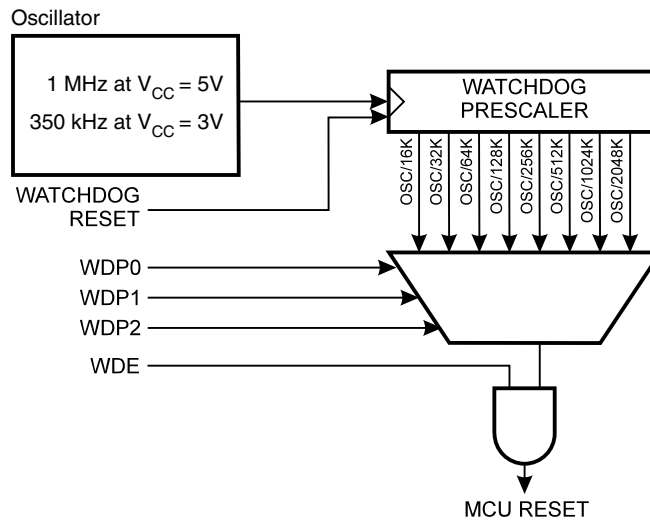 Oscillator
1 MHz at VCC = 5V
350 kHz at VCC = 3V
WATCHDOG
PRESCALER
OSC/16K
OSC/32K
OSC/64K
OSC/128K
OSC/256K
OSC/512K
OSC/1024K
OSC/2048K
WATCHDOG
RESET
WDP0
WDP1
WDP2
WDE
MCU RESET